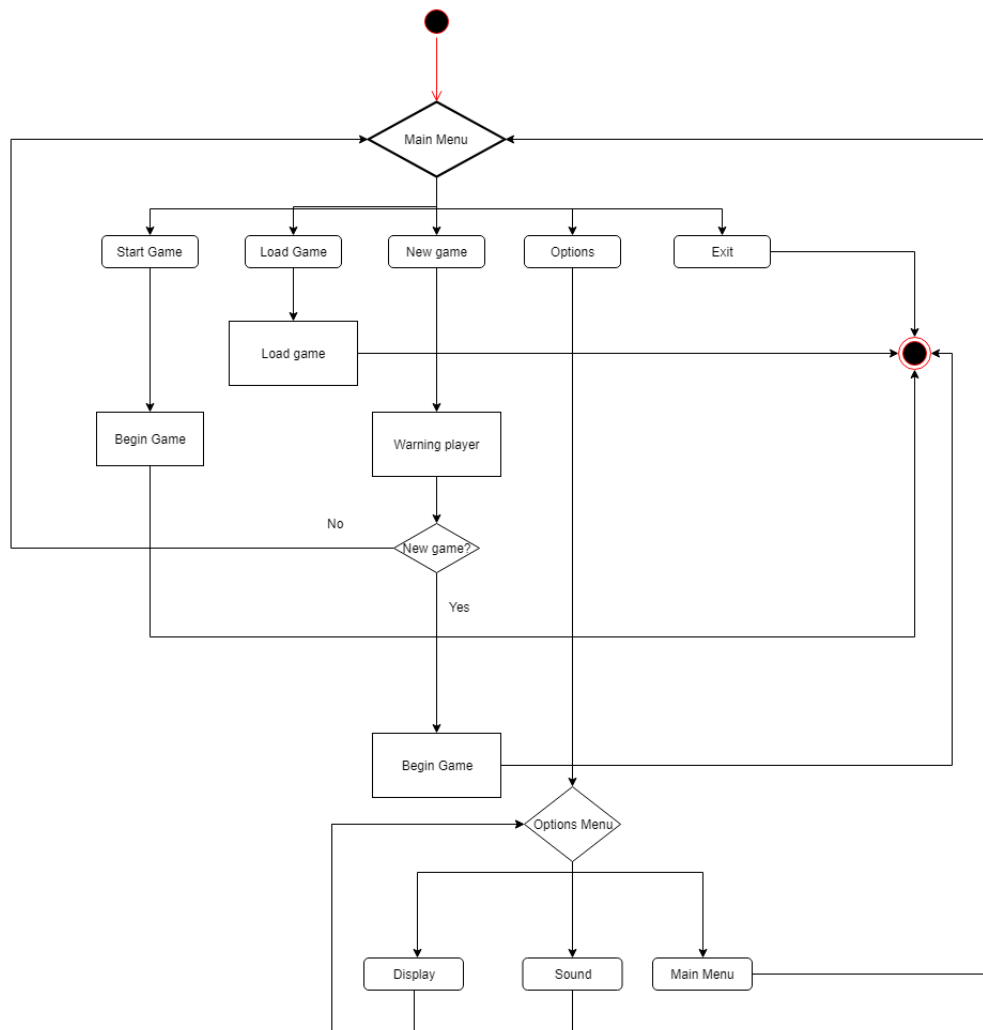 Main Menu
Start Game
Load Game
New game
Options
Exit
Load game
Begin Game
Warning player
No
New game?
Yes
Begin Game
Options Menu
Display
Sound
Main Menu